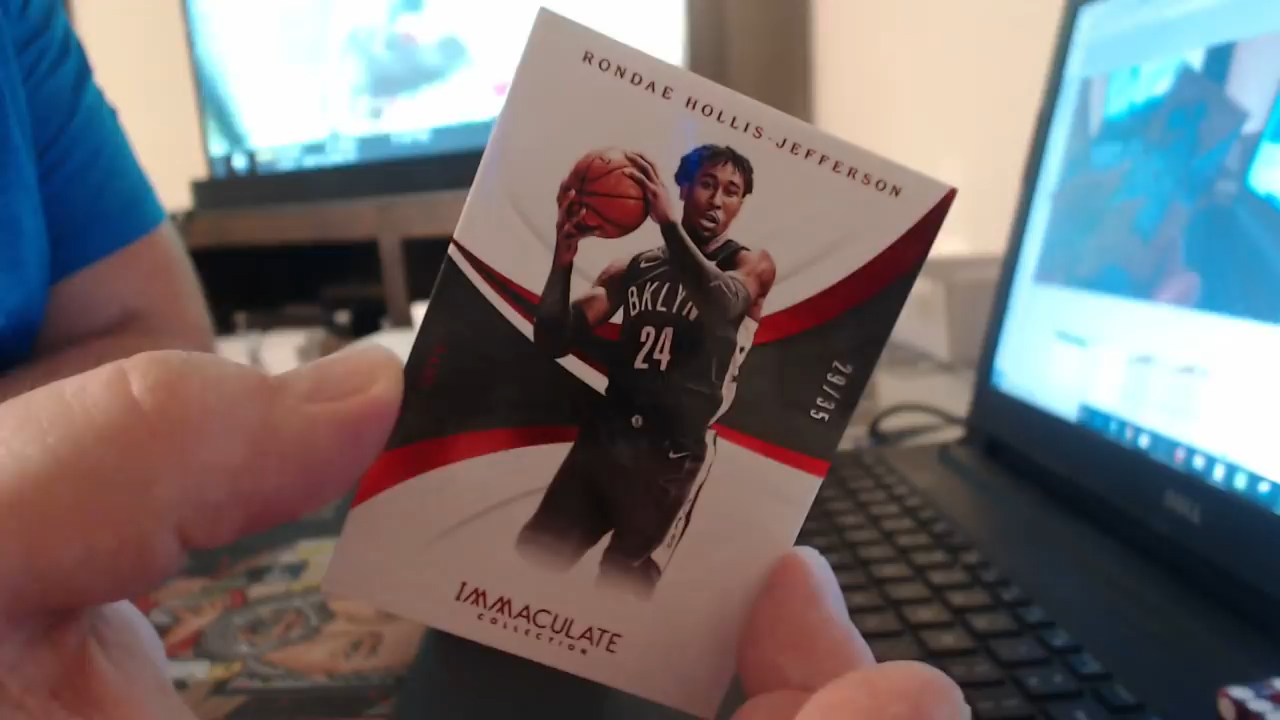 RONDAE HOLLIS-JEFFERSON
BKLYN
24
29/35
IMMACULATE
COLLECTION
DELL